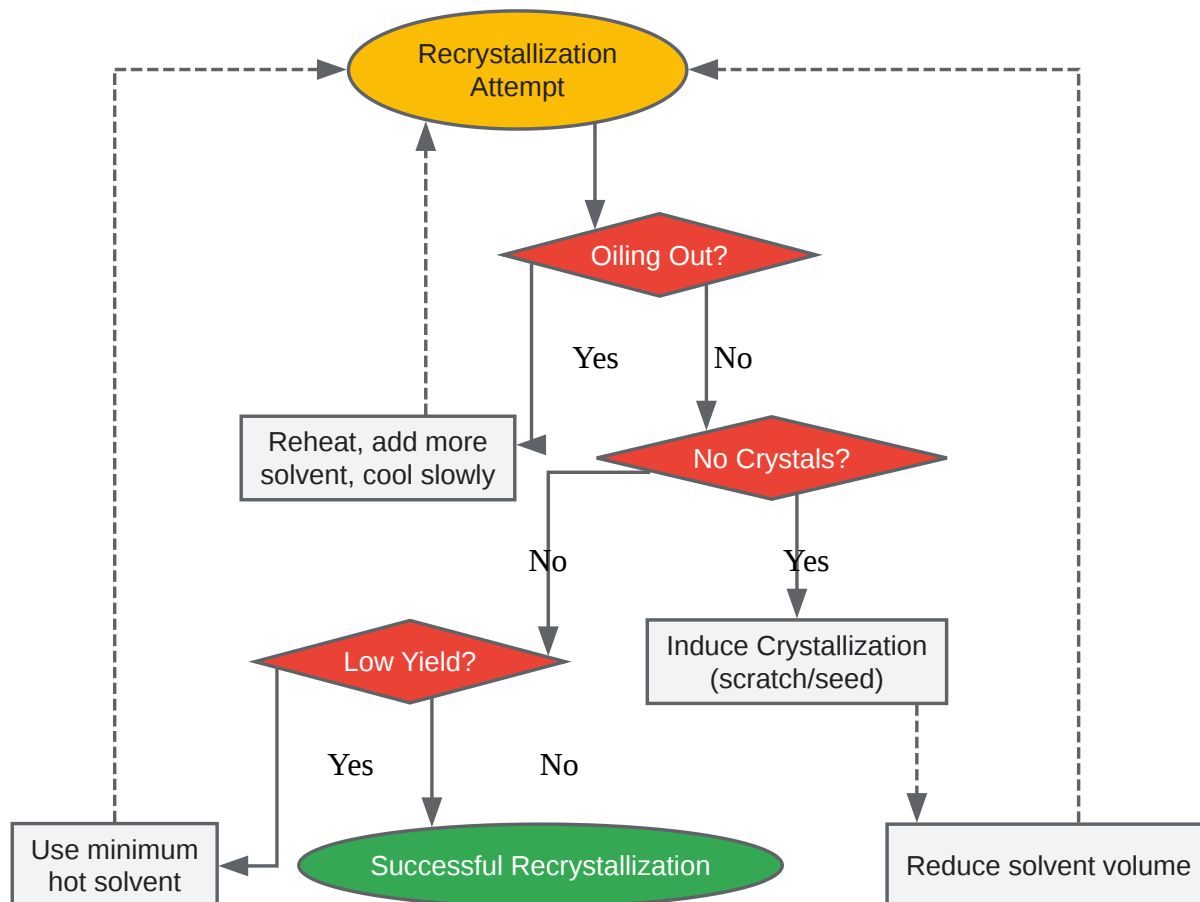 Recrystallization
Attempt
Oiling Out?
Yes
No
Reheat, add more
solvent, cool slowly
No Crystals?
No
Yes
Induce Crystallization
(scratch/seed)
Low Yield?
Yes
No
Use minimum
hot solvent
Successful Recrystallization
Reduce solvent volume